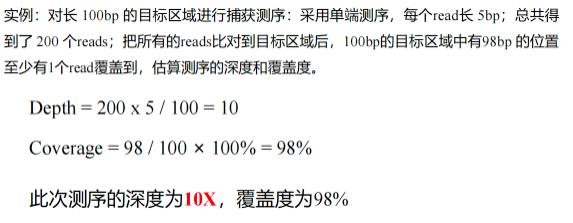 实例：对长 100bp 的目标区域进行捕获测序：采用单端测序，每个read长 5bp；总共得
到了 200 个reads；把所有的reads比对到目标区域后，100bp的目标区域中有98bp 的位置
至少有1个read覆盖到，估算测序的深度和覆盖度。
Depth = 200 x 5 / 100 = 10
Coverage = 98 / 100 × 100% = 98%
此次测序的深度为10X，覆盖度为98%